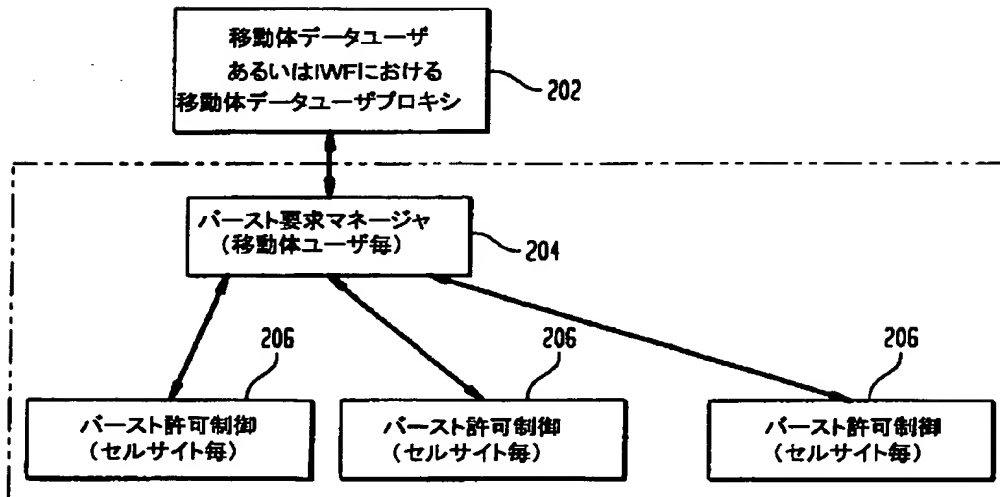 移動体データユーザ
あるいはIWFにおける
移動体データユーザプロキシ
202
バースト要求マネージャ
(移動体ユーザ毎)
204
206
206
206
バースト許可制御
(セルサイト毎)
バースト許可制御
(セルサイト毎)
バースト許可制御
(セルサイト毎)